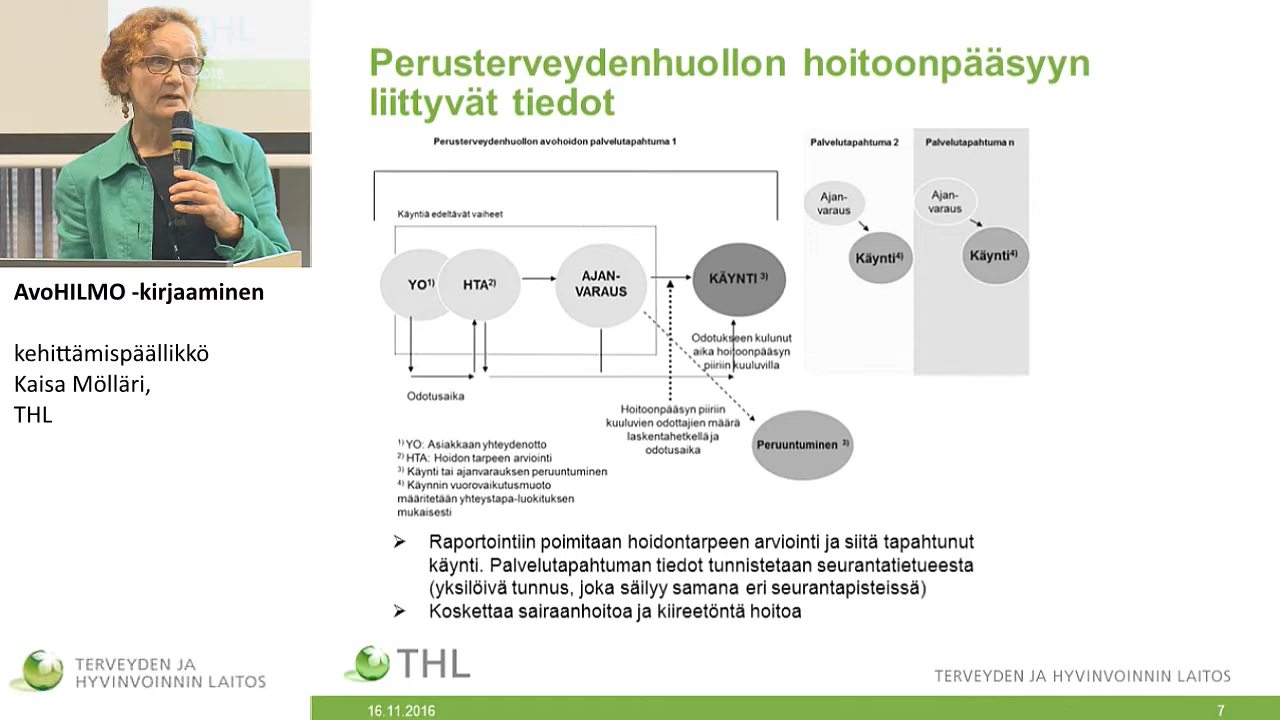 Perusterveydenhuollon hoitoonpääsyyn
liittyvät tiedot
Perusterveydenhuollon avohoidon palvelutapahtuma 1
Palvelutapahtuma 2
Palvelutapahtuma n
Käyntiä edeltävät vaiheet
YO1)
HTA2)
AJAN-
VARAUS
KÄYNTI 3)
Ajan-
varaus
Käynti4)
Ajan-
varaus
Käynti4)
Odotukseen kulunut
aika hoitoonpääsyn
piiriin kuuluvilla
Odotusaika
Hoitoonpääsyn piiriin
kuuluvien odottajien määrä
laskentahetkellä ja
odotusaika
Peruuntuminen 3)
1) YO: Asiakkaan yhteydenotto
2) HTA: Hoidon tarpeen arviointi
3) Käynti tai ajanvarauksen peruuntuminen
4) Käynnin vuorovaikutusmuoto
määritetään yhteystapa-luokituksen
mukaisesti
Raportointiin poimitaan hoidontarpeen arviointi ja siitä tapahtunut
käynti. Palvelutapahtuman tiedot tunnistetaan seurantatietueesta
(yksilöivä tunnus, joka säilyy samana eri seurantapisteissä)
Koskettaa sairaanhoitoa ja kiireetöntä hoitoa
AvoHILMO -kirjaaminen
kehittämispäällikkö
Kaisa Mölläri,
THL
TERVEYDEN JA
HYVINVOINNIN LAITOS
THL
TERVEYDEN JA HYVINVOINNIN LAITOS
16.11.2016
7